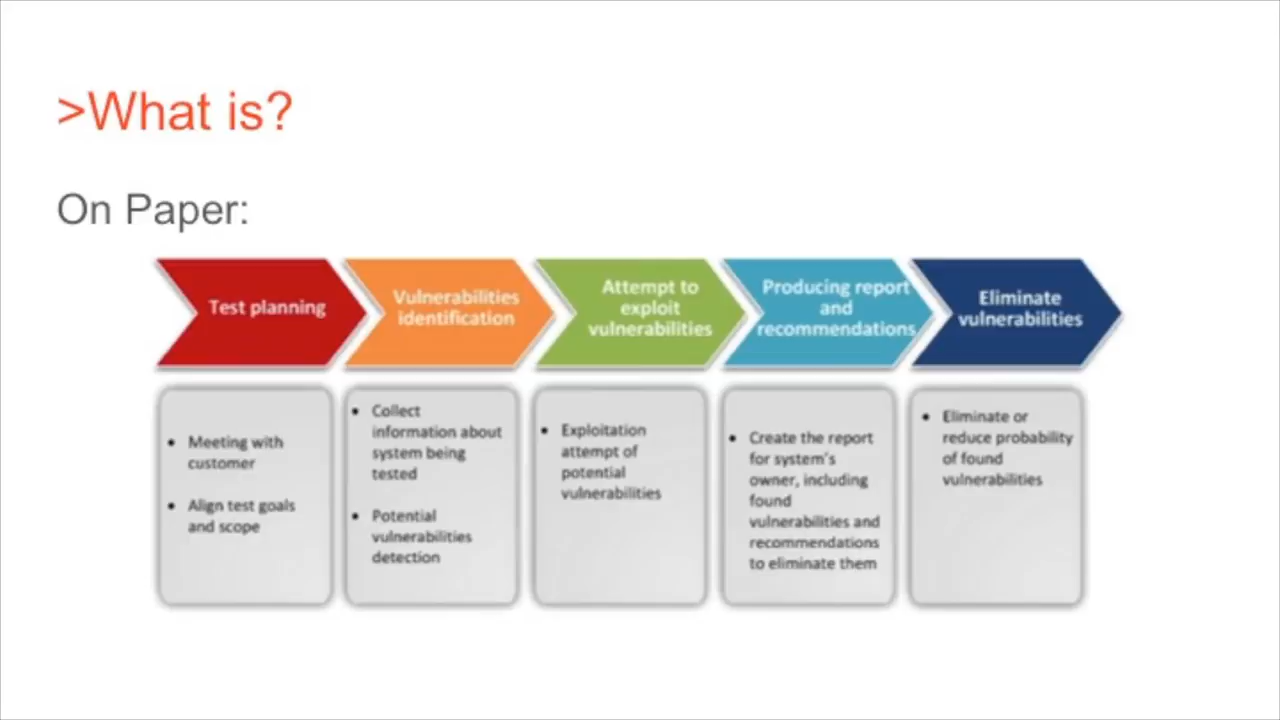 >What is?
On Paper:
Test planning
Vulnerabilities
identification
Attempt to
exploit
vulnerabilities
Producing report
and
recommendations
Eliminate
vulnerabilities
• Meeting with
customer
• Align test goals
and scope
• Collect
information about
system being
tested
• Potential
vulnerabilities
detection
• Exploitation
attempt of
potential
vulnerabilities
• Create the report
for system's
owner, including
found
vulnerabilities and
recommendations
to eliminate them
• Eliminate or
reduce probability
of found
vulnerabilities